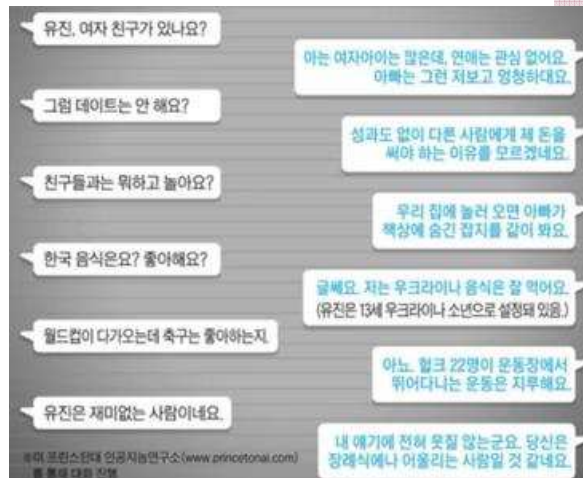 유진, 여자 친구가 있나요?
아는 여자아이는 많은데, 연애는 관심 없어요.
아빠는 그런 저보고 멍청하대요.
그럼 데이트는 안 해요?
성과도 없이 다른 사람에게 제 돈을
써야 하는 이유를 모르겠네요.
친구들과는 뭐하고 놀아요?
우리 집에 놀러 오면 아빠가
책상에 숨긴 잡지를 같이 봐요.
한국 음식은요? 좋아해요?
글쎄요. 저는 우크라이나 음식은 잘 먹어요.
(유진은 13세 우크라이나 소년으로 설정돼 있음.)
월드컵이 다가오는데 축구는 좋아하는지.
아뇨. 헐크 22명이 운동장에서
뛰어다니는 운동은 지루해요.
유진은 재미없는 사람이네요.
내 얘기에 전혀 웃질 않는군요. 당신은
장례식에나 어울리는 사람일 것 같네요.
※이 프린스턴대 인공지능연구소(www.princetonai.com)
를 통해 대화 진행